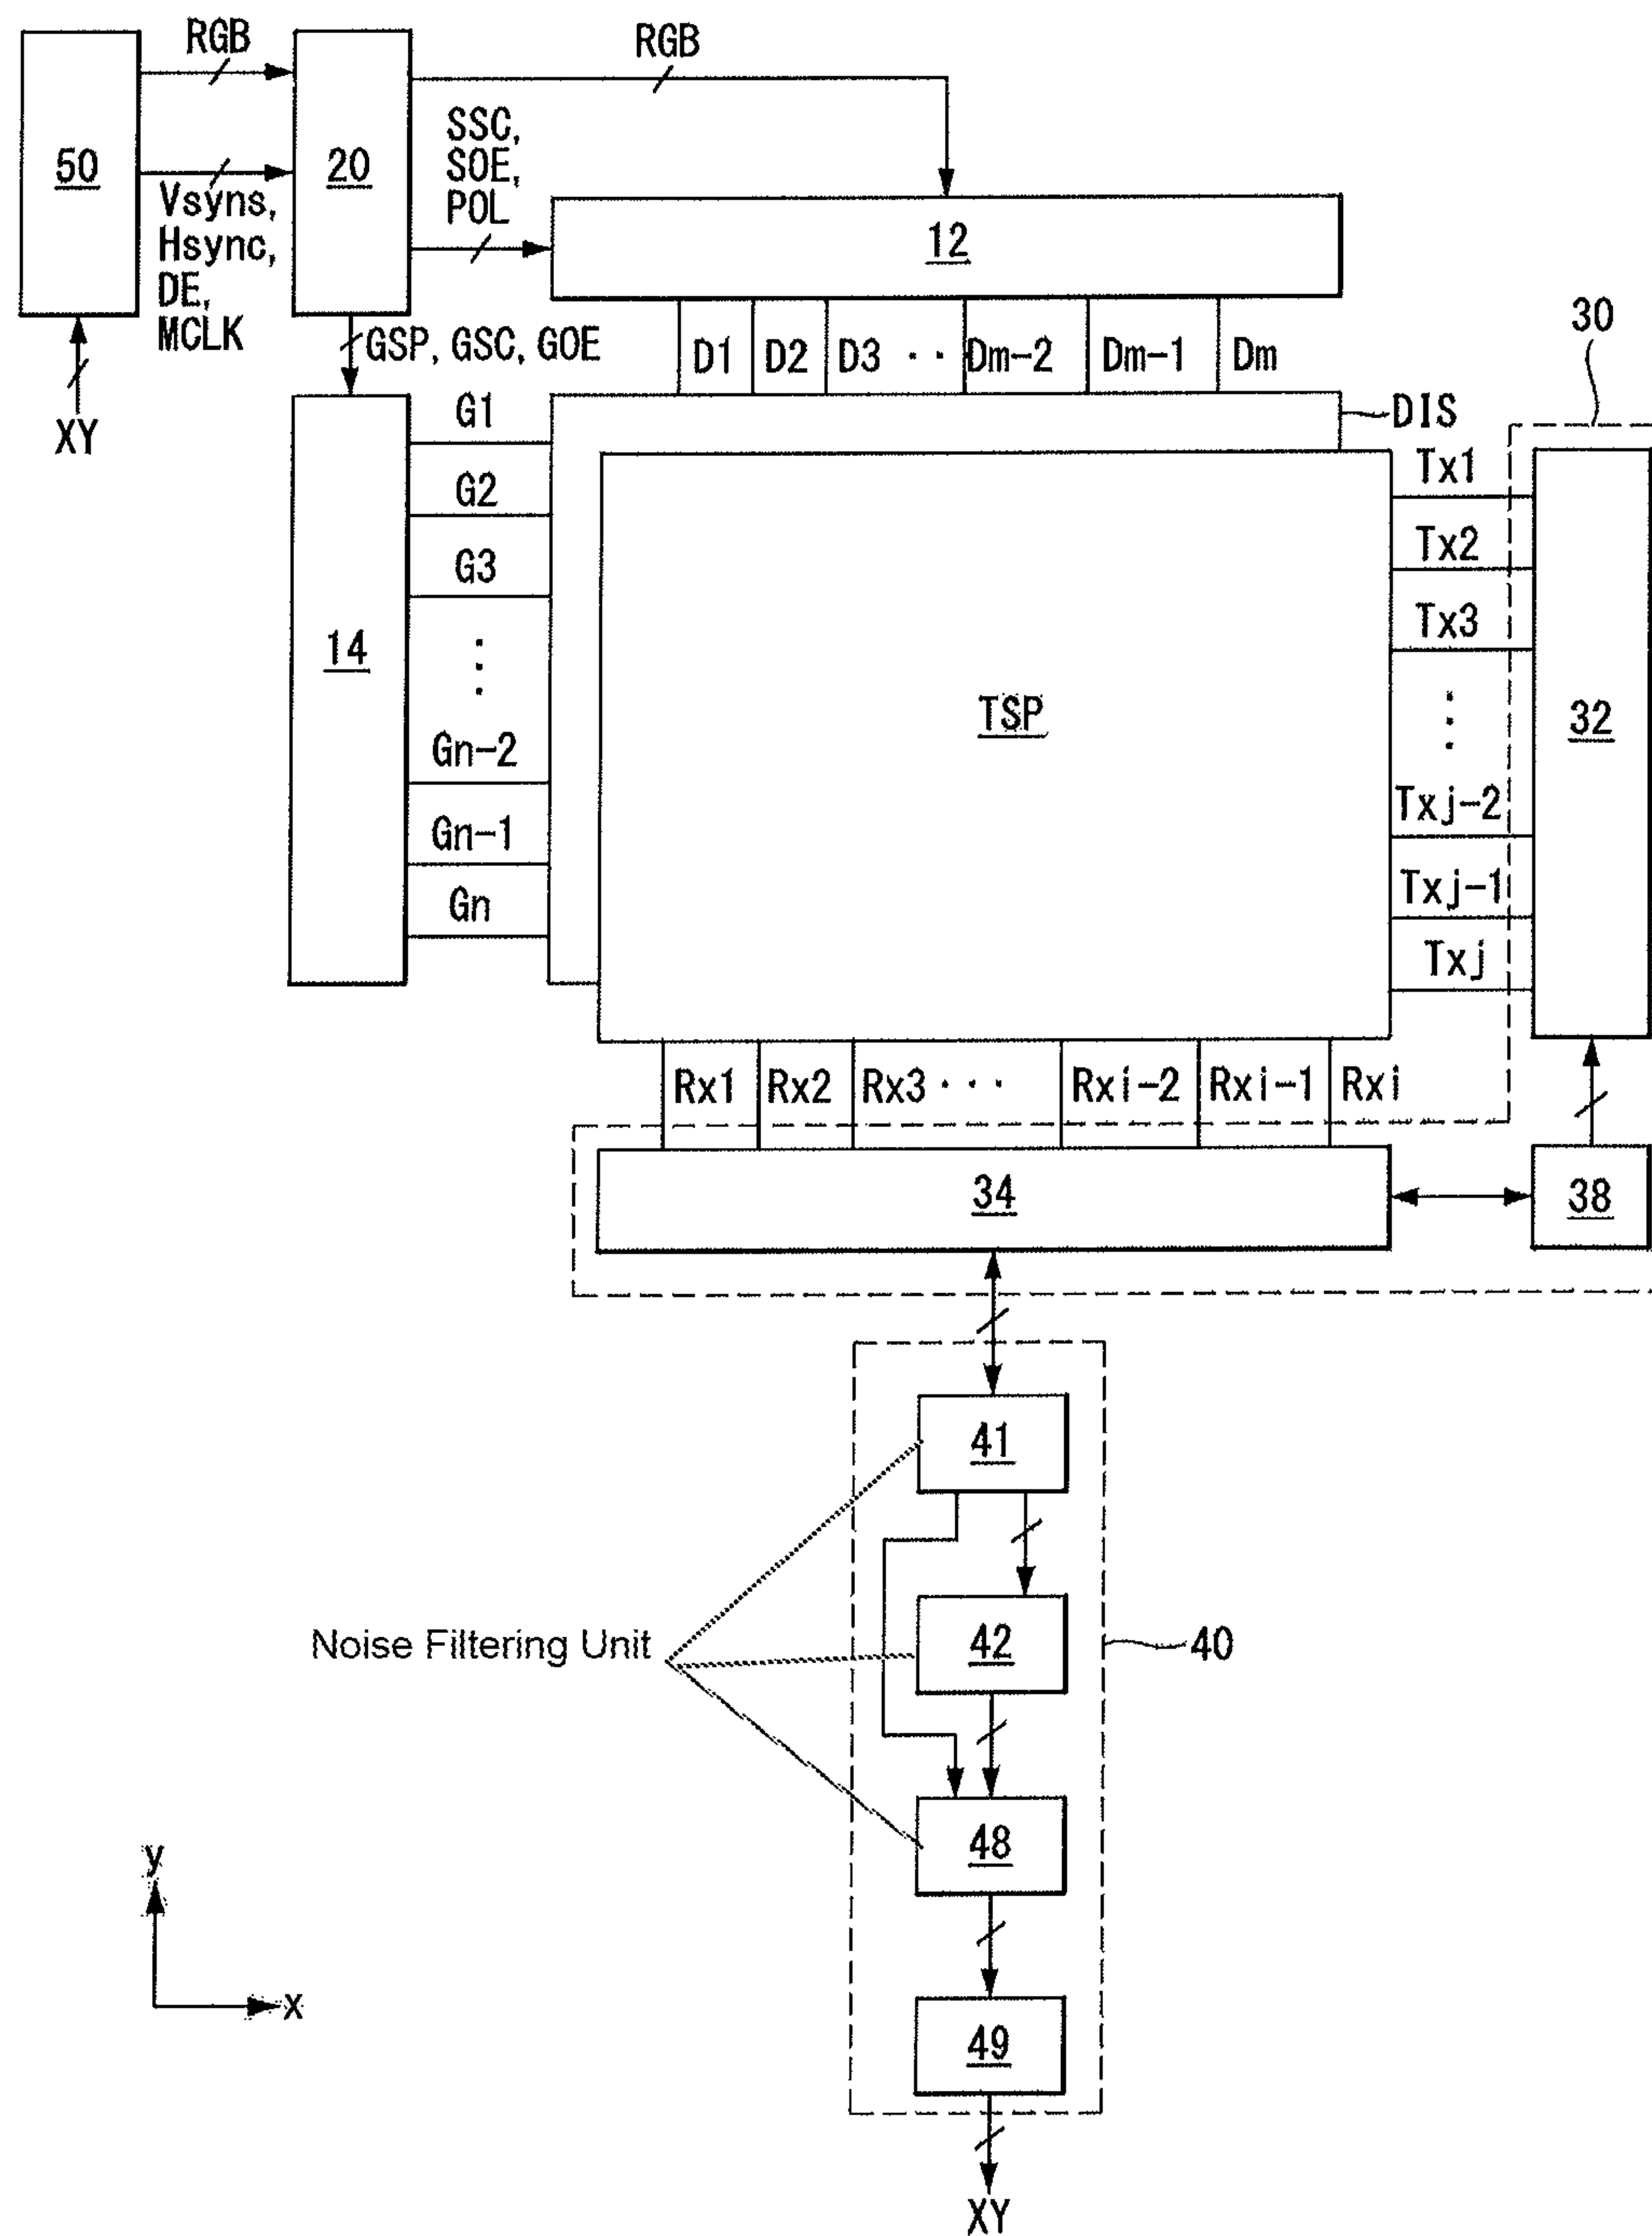 RGB
RGB
50
20
SSC,
SOE,
POL
Vsyns,
Hsync,
DE,
MCLK
12
30
GSP, GSC, GOE
D1 D2 D3 ·· Dm-2 Dm-1 Dm
XY
DIS
G1
Tx1
G2
Tx2
G3
Tx3
14
TSP
32
Gn-2
Txj-2
Gn-1
Txj-1
Gn
Txj
Rx1 Rx2 Rx3 ··· Rxi-2 Rxi-1 Rxi
34
38
41
Noise Filtering Unit
42
40
48
y
x
49
XY